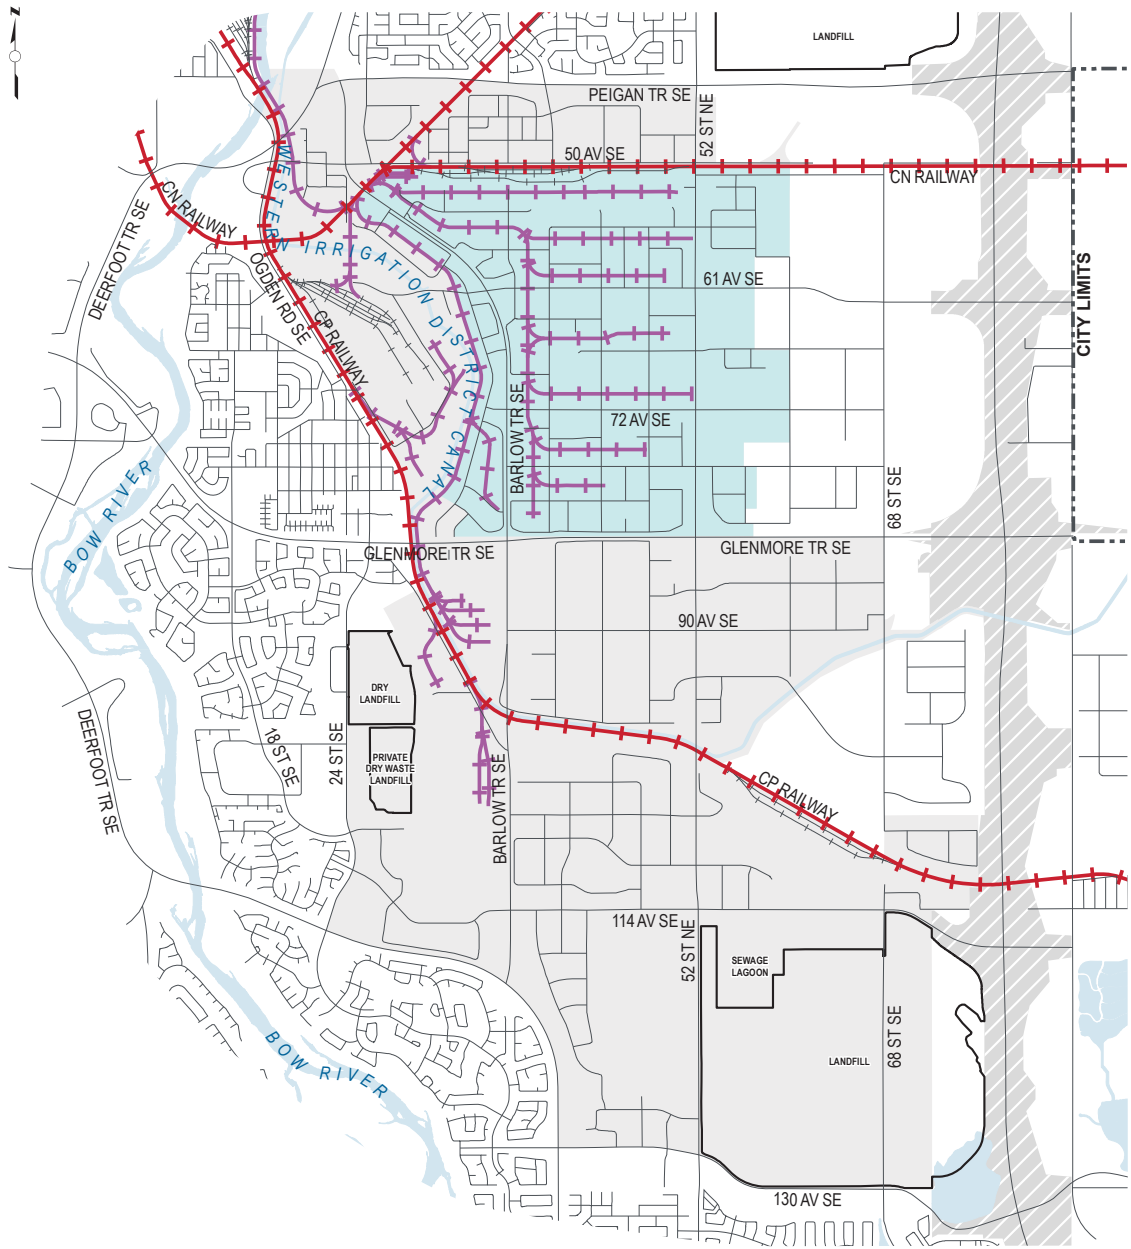 N
LANDFILL
PEIGAN TR SE
52 ST NE
50 AV SE
CN RAILWAY
CN RAILWAY
DEERFOOT TR SE
WESTERN IRRIGATION DISTRICT CANAL
OGDEN RD SE
61 AV SE
CITY LIMITS
CP RAILWAY
BARLOW TR SE
72 AV SE
68 ST SE
BOW RIVER
GLENMORE TR SE
GLENMORE TR SE
90 AV SE
DRY
LANDFILL
DEERFOOT TR SE
18 ST SE
24 ST SE
PRIVATE
DRY WASTE
LANDFILL
BARLOW TR SE
CP RAILWAY
114 AV SE
52 ST NE
SEWAGE
LAGOON
BOW RIVER
LANDFILL
68 ST SE
130 AV SE